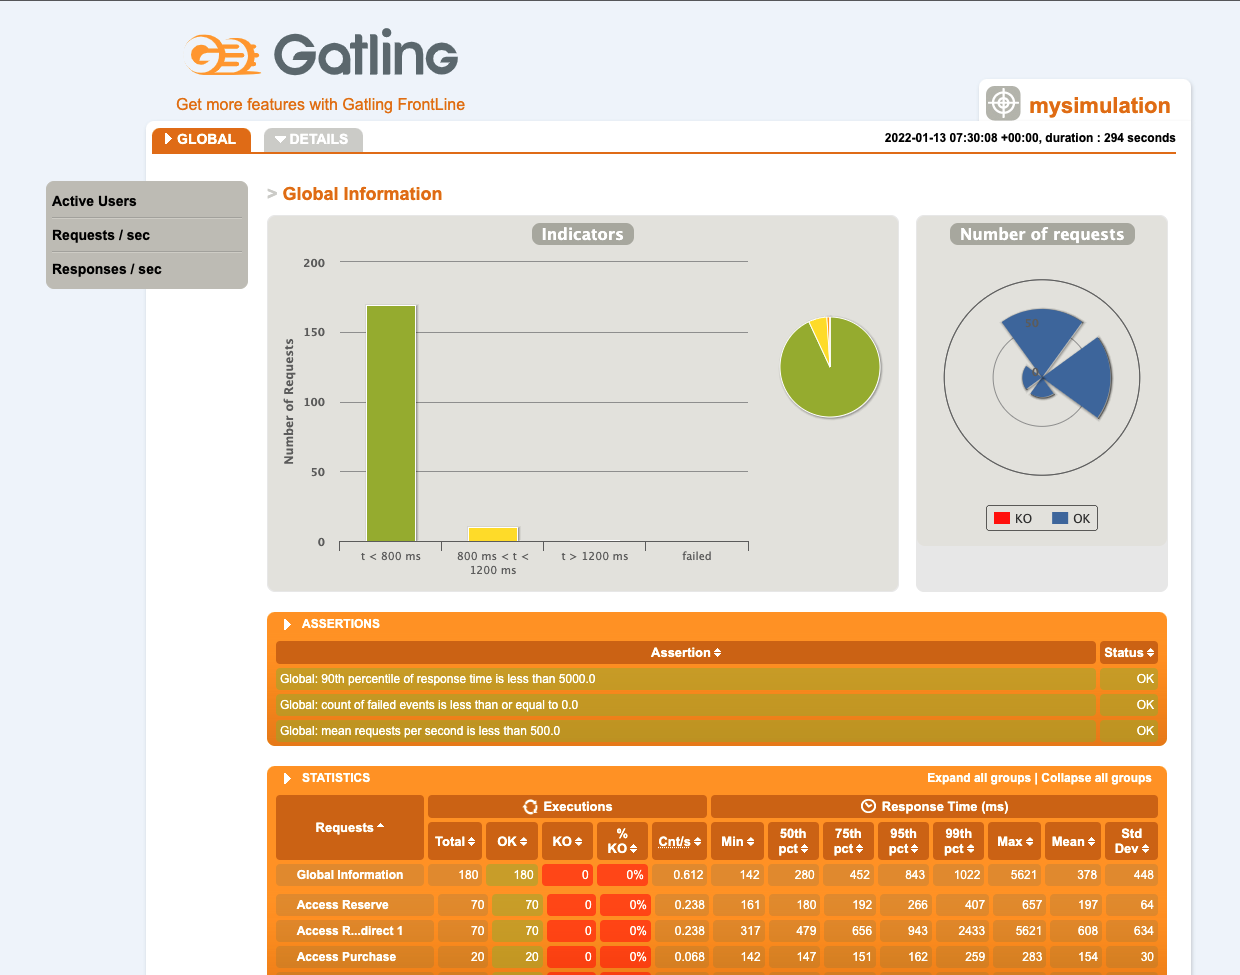 Gatling
Get more features with Gatling FrontLine
mysimulation
GLOBAL DETAILS 2022-01-13 07:30:08 +00:00, duration : 294 seconds
Active Users
Requests / sec
Responses / sec
> Global Information
Indicators
200
150
100
50
0
Number of Requests
t < 800 ms
800 ms < t <
1200 ms
t > 1200 ms
failed
Number of requests
KO OK
ASSERTIONS
Assertion Status
Global: 90th percentile of response time is less than 5000.0 OK
Global: count of failed events is less than or equal to 0.0 OK
Global: mean requests per second is less than 500.0 OK
STATISTICS Expand all groups | Collapse all groups
Requests Executions Response Time (ms)
Total OK KO % KO Cnt/s Min 50th pct 75th pct 95th pct 99th pct Max Mean Std Dev
Global Information 180 180 0 0% 0.612 142 280 452 843 1022 5621 378 448
Access Reserve 70 70 0 0% 0.238 161 180 192 266 407 657 197 64
Access R...direct 1 70 70 0 0% 0.238 317 479 656 943 2433 5621 608 634
Access Purchase 20 20 0 0% 0.068 142 147 151 162 259 283 154 30